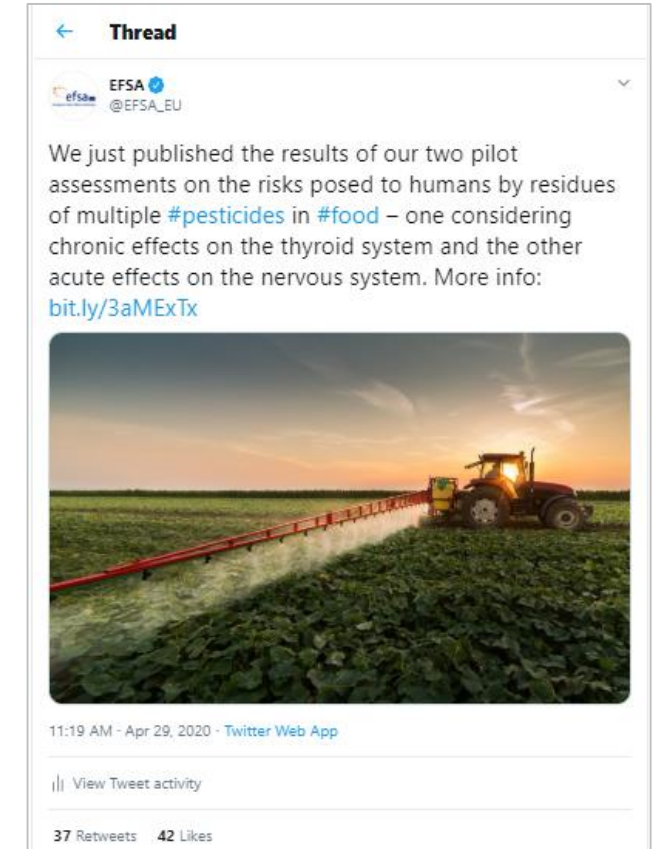 Thread
EFSA
efsa
@EFSA_EU
We just published the results of our two pilot
assessments on the risks posed to humans by residues
of multiple #pesticides in #food – one considering
chronic effects on the thyroid system and the other
acute effects on the nervous system. More info:
bit.ly/3aMExTx
11:19 AM · Apr 29, 2020 · Twitter Web App
View Tweet activity
37 Retweets 42 Likes